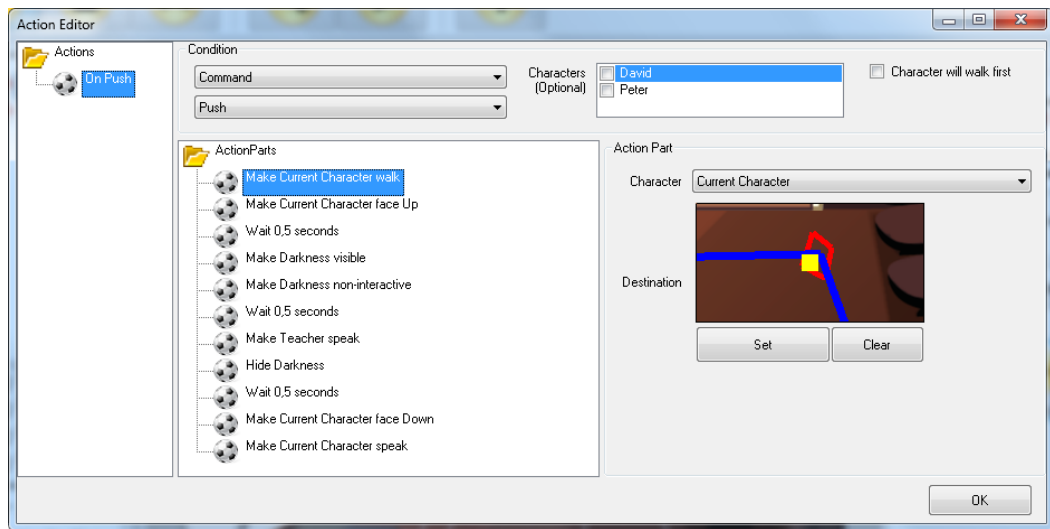 Action Editor
Actions
On Push
Condition
Command
Push
Characters
(Optional)
David
Peter
Character will walk first
ActionParts
Make Current Character walk
Make Current Character face Up
Wait 0,5 seconds
Make Darkness visible
Make Darkness non-interactive
Wait 0,5 seconds
Make Teacher speak
Hide Darkness
Wait 0,5 seconds
Make Current Character face Down
Make Current Character speak
Action Part
Character
Current Character
Destination
Set
Clear
OK